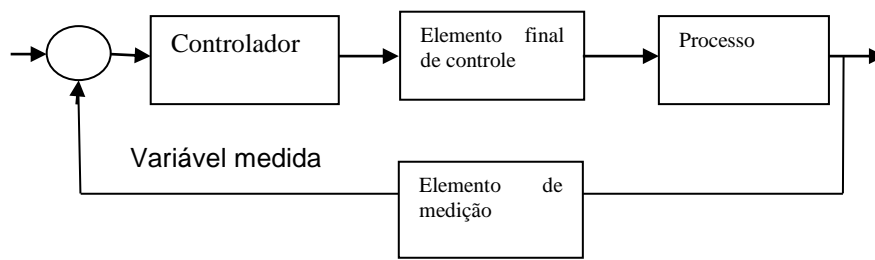 Controlador
Elemento final
de controle
Processo
Variável medida
Elemento de
medição